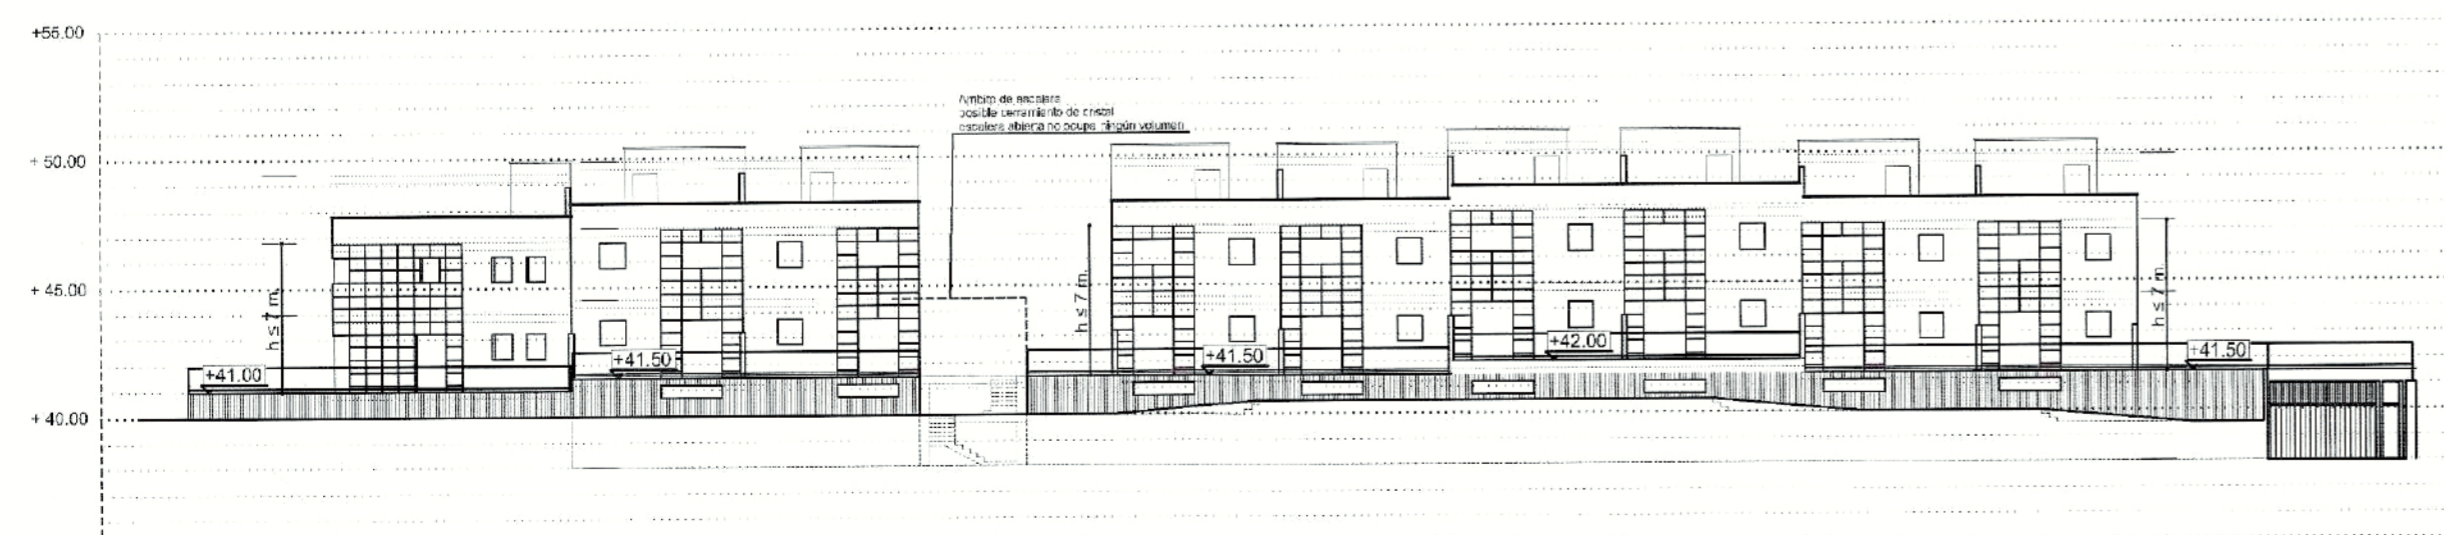 +55.00
Ambito de escalera
posible cerramiento de cristal
escalera abierta no ocupa ningún volumen
+ 50.00
+ 45.00
h ≤ 7 m.
h ≤ 7 m.
h ≤ 7 m.
+42.00
+41.50
+41.50
+41.50
+41.00
+ 40.00